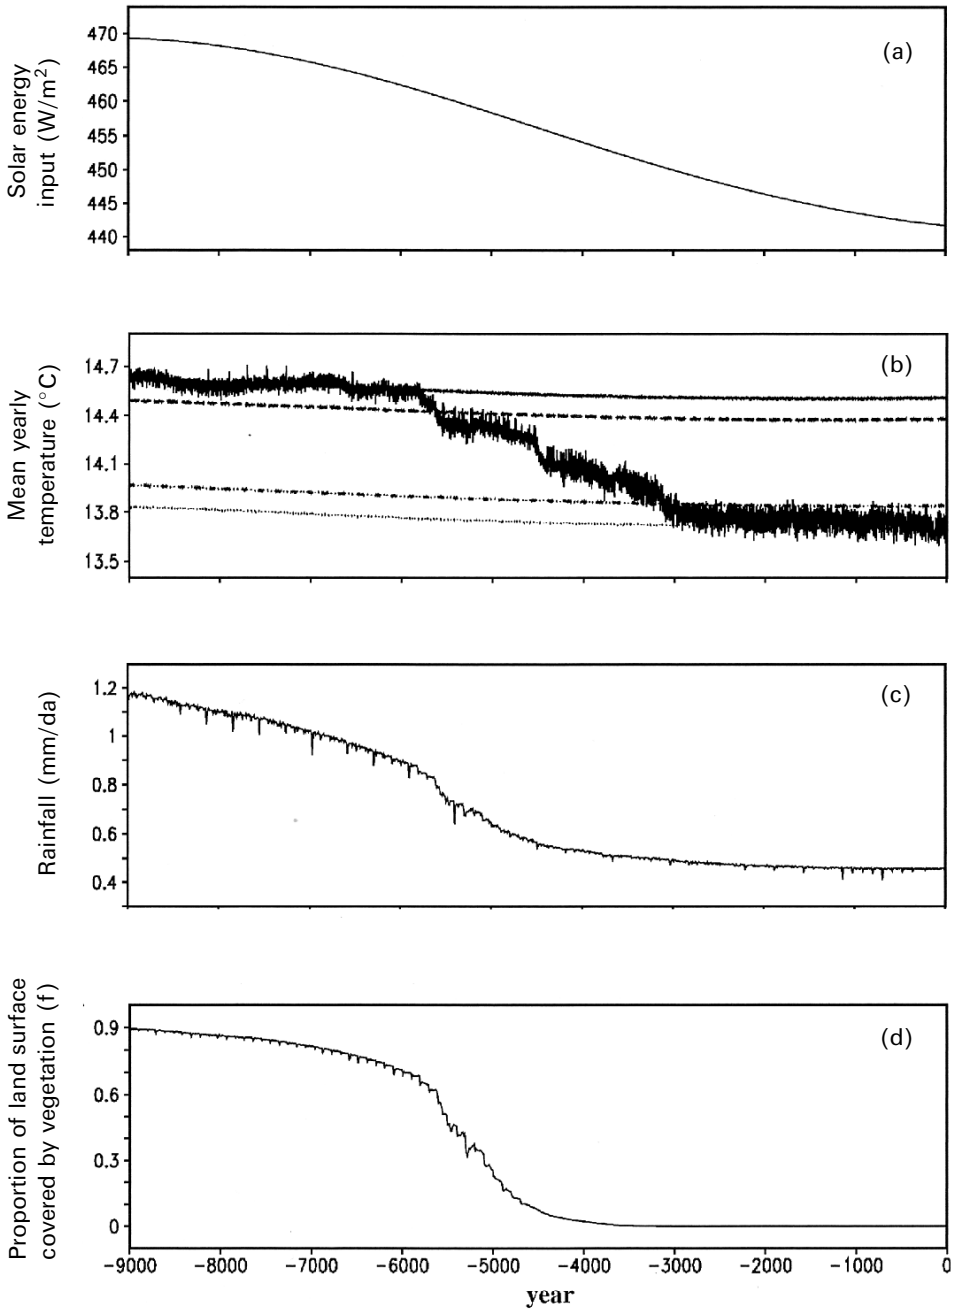 Solar energy
input (W/m²)
470
465
460
455
450
445
440
(a)
Mean yearly
temperature (°C)
14.7
14.4
14.1
13.8
13.5
(b)
Rainfall (mm/da)
1.2
1
0.8
0.6
0.4
(c)
Proportion of land surface
covered by vegetation (f)
0.9
0.6
0.3
0
(d)
−9000 −8000 −7000 −6000 −5000 −4000 −3000 −2000 −1000 0
year